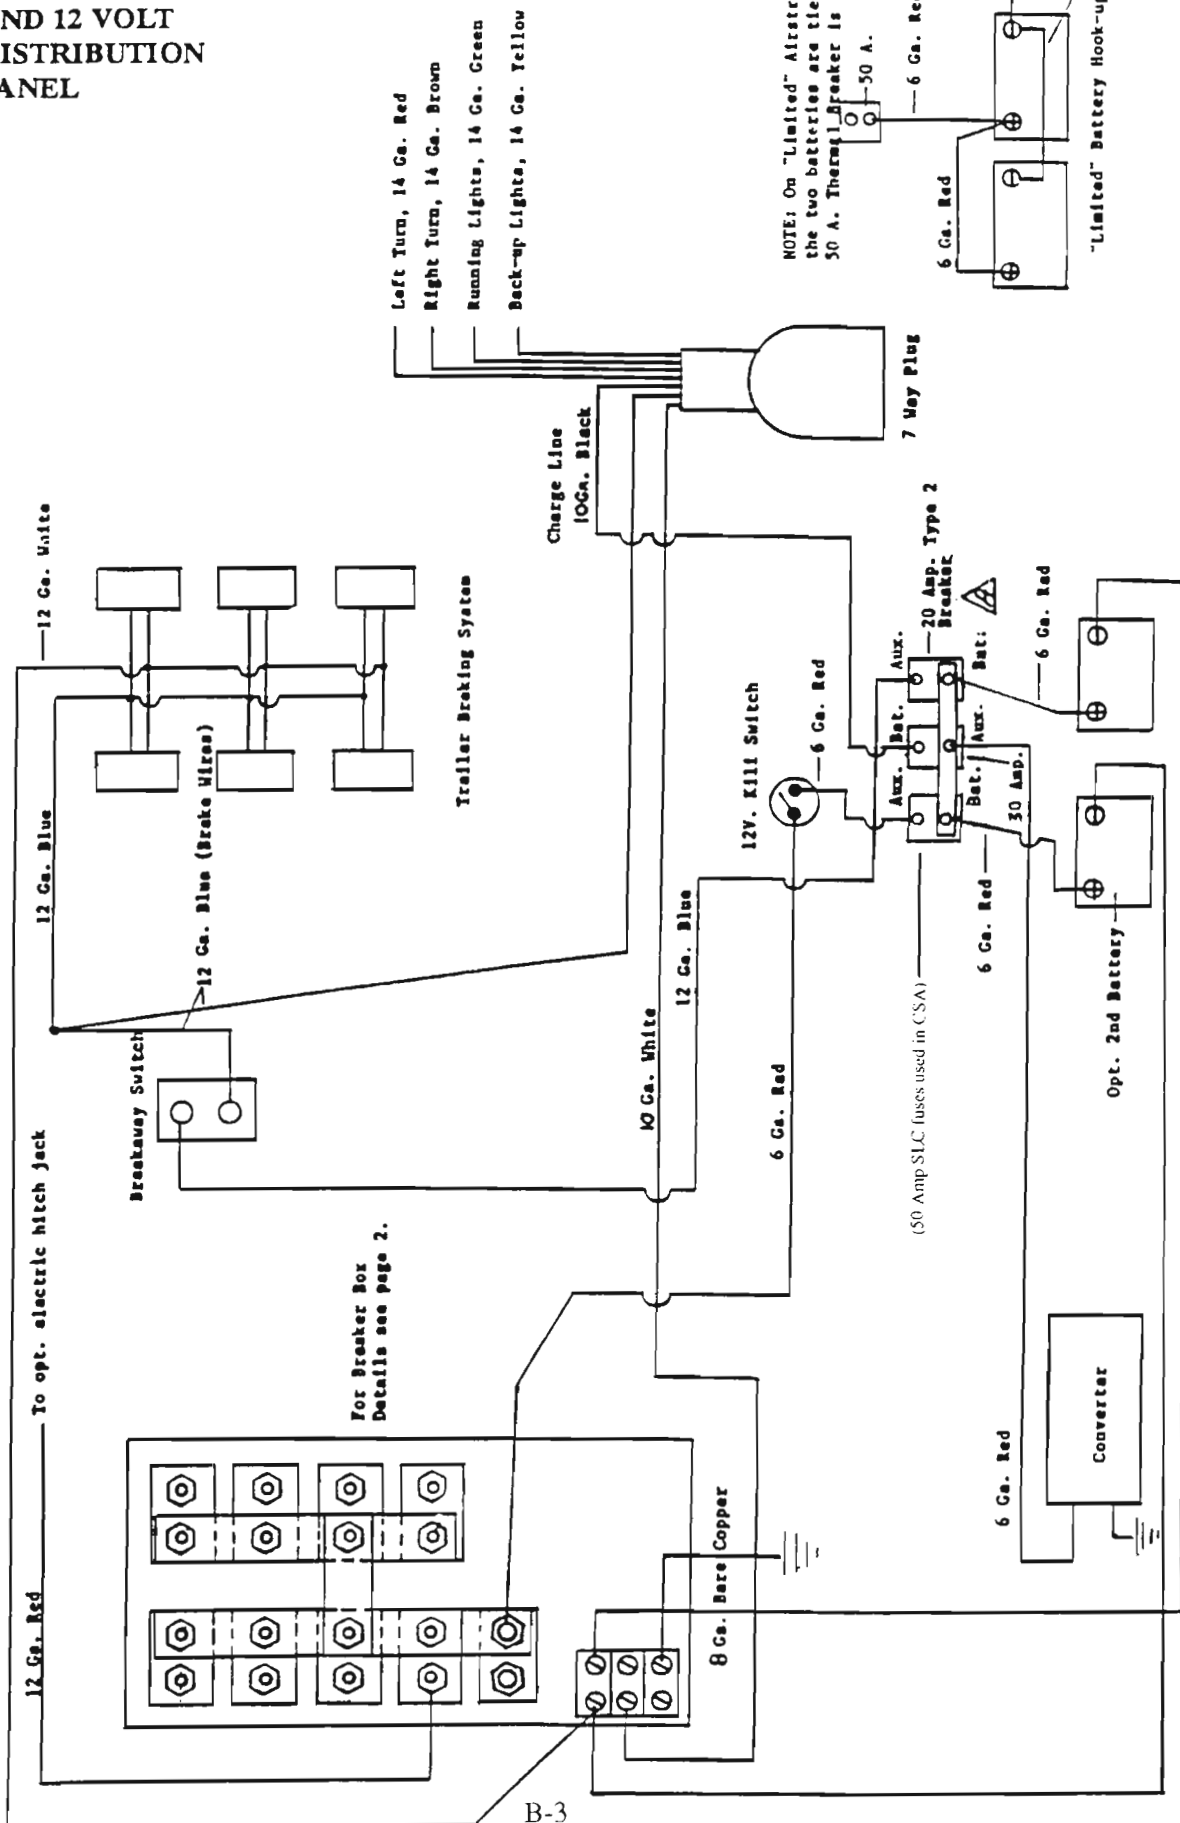 ND 12 VOLT
ISTRIBUTION
ANEL
Left Turn, 14 Ga. Red
Right Turn, 14 Ga. Brown
Running Lights, 14 Ga. Green
Back-up Lights, 14 Ga. Yellow
NOTE: On "Limited" Airstr
the two batteries are tie
50 A. Thermal Breaker is
50 A.
6 Ga. Re
6 Ga. Red
"Limited" Battery Hook-up
7 Way Plug
Charge Line
10Ga. Black
12 Ga. White
Trailer Braking System
12 Ga. Blue
12 Ga. Blue (Brake Wires)
Breakaway Switch
12V. Kill Switch
6 Ga. Red
Aux.
Bat.
Aux.
20 Amp. Type 2
Breaker
Bat.
Aux.
Bat.
30 Amp.
6 Ga. Red
6 Ga. Red
Opt. 2nd Battery
(50 Amp SLC fuses used in CSA)
12 Ga. Blue
10 Ga. White
6 Ga. Red
To opt. electric hitch jack
12 Ga. Red
For Breaker Box
Details see page 2.
8 Ga. Bare Copper
6 Ga. Red
Converter
B-3